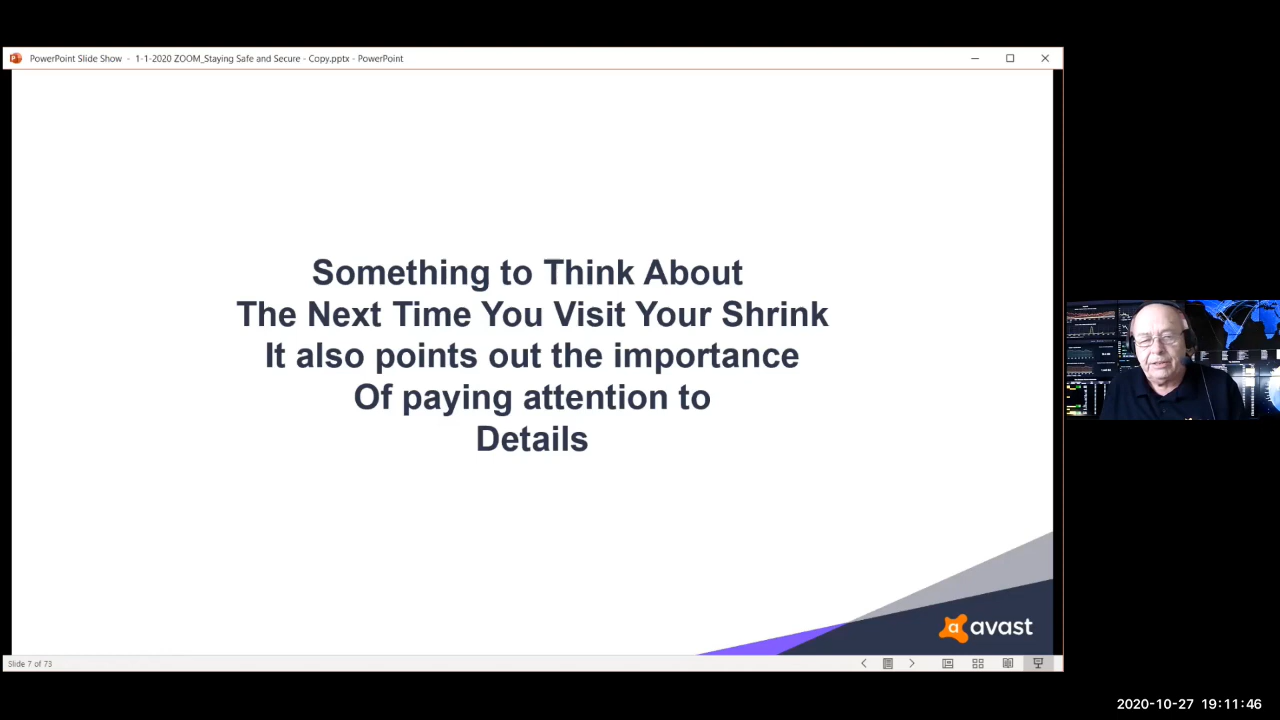 PowerPoint Slide Show - 1-1-2020 ZOOM_Staying Safe and Secure - Copy.pptx - PowerPoint
Something to Think About
The Next Time You Visit Your Shrink
It also points out the importance
Of paying attention to
Details
avast
Slide 7 of 73
2020-10-27 19:11:46